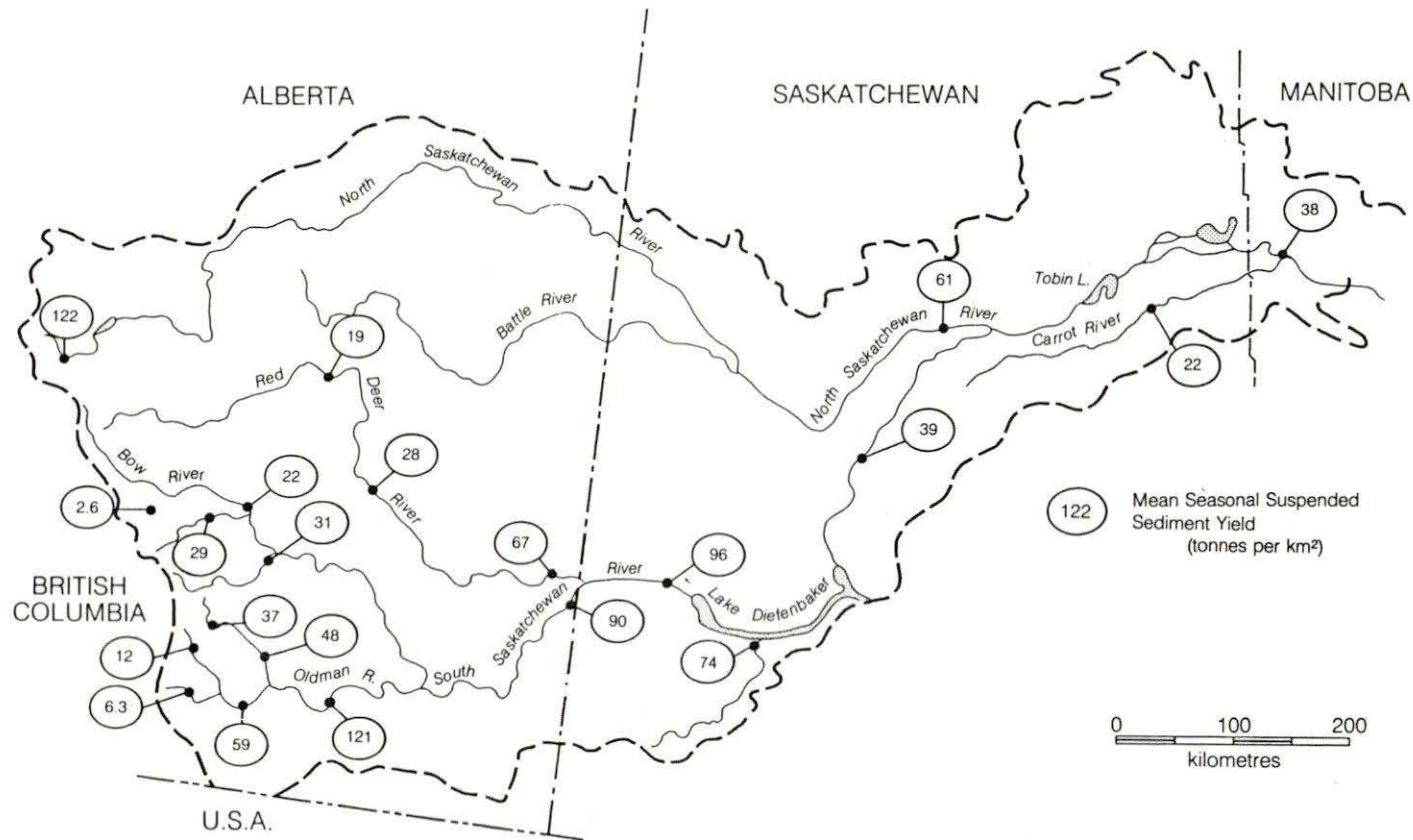 ALBERTA
SASKATCHEWAN
MANITOBA
North
Saskatchewan
River
Battle River
Red
Deer
River
Bow
River
North Saskatchewan
River
Tobin L.
Carrot River
BRITISH
COLUMBIA
Oldman R.
South
Saskatchewan
River
Lake Dietenbaker
U.S.A.
122
19
28
22
2.6
29
31
37
48
12
6.3
59
121
67
90
96
74
39
61
38
22
122
Mean Seasonal Suspended
Sediment Yield
(tonnes per km²)
0 100 200
kilometres